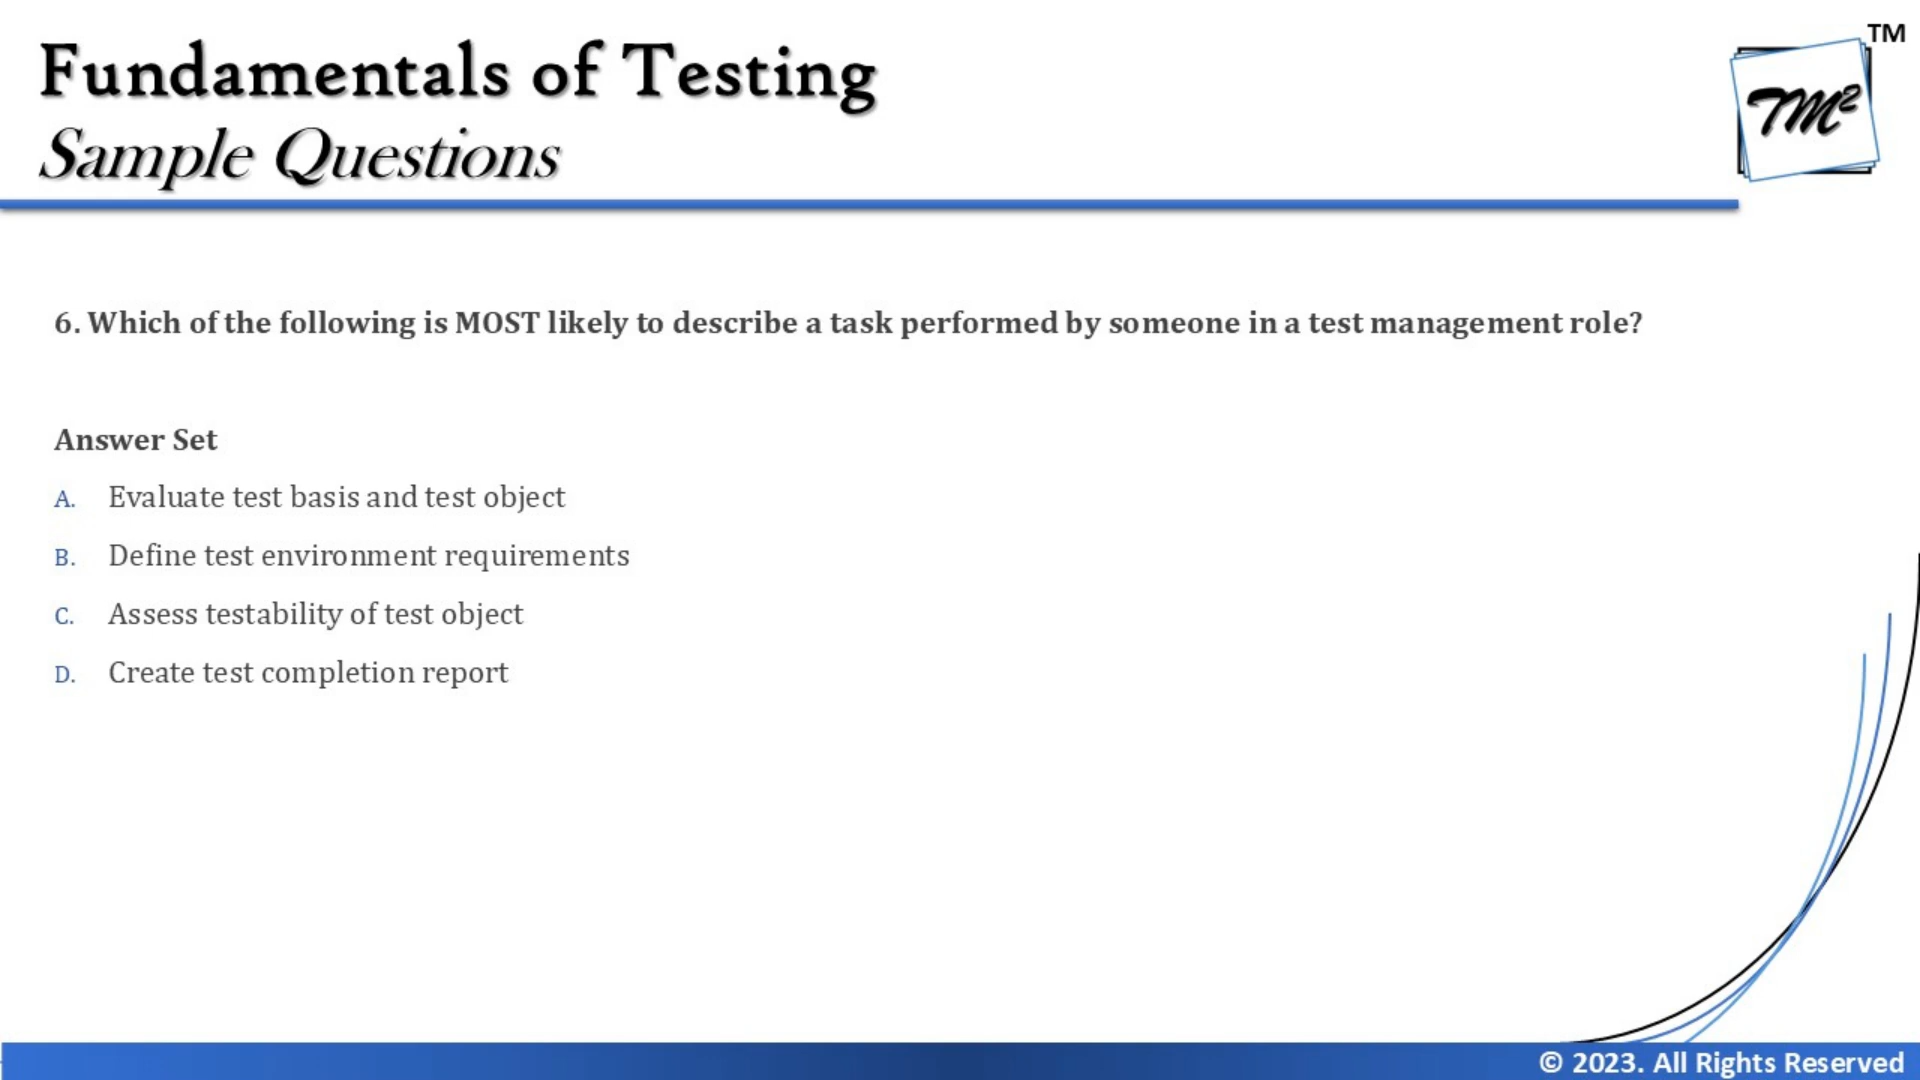 Fundamentals of Testing
Sample Questions
TM
TM²
6. Which of the following is MOST likely to describe a task performed by someone in a test management role?
Answer Set
A. Evaluate test basis and test object
B. Define test environment requirements
C. Assess testability of test object
D. Create test completion report
© 2023. All Rights Reserved